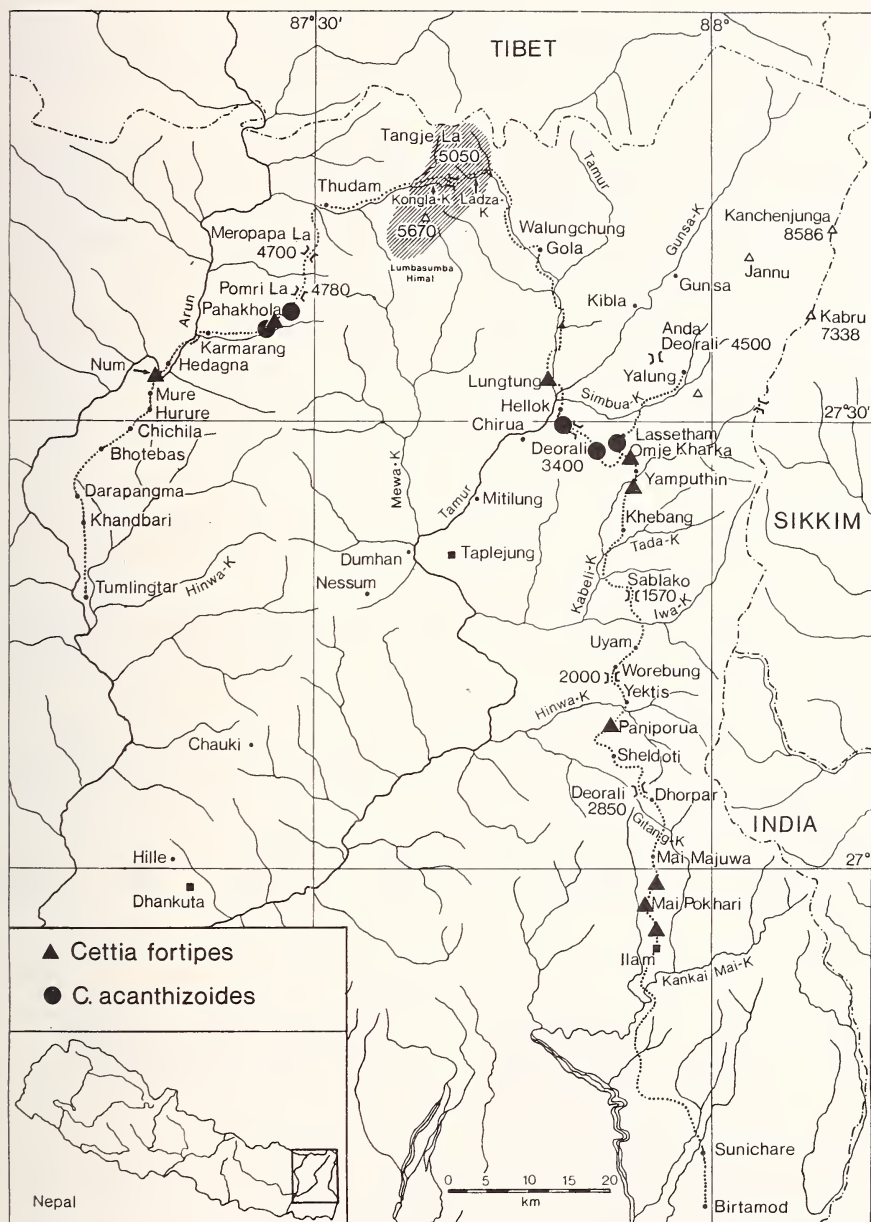 87°30'
88°
TIBET
Tangje La
5050
Thudam
Kongla-K
Ladza-
K
Tamur
5670
Lumbasumba
Himal
Walungchung
Gola
Gunsa-K
Kanchenjunga
8586
Jannu
Meropapa La
4700
Pomri La
4780
Pahakhola
Arun
Karmarang
Hedagna
Num
Mure
Hurure
Chichila
Bhotebas
Darapangma
Khandbari
Tumlingtar
Hinwa-K
Kibla
Gunsa
Kabru
7338
Anda
Deorali
4500
Yalung
Lungtung
Simbua-K
Hellok
Chirua
27°30'
Deorali
3400
Lassetham
Omje Kharka
Yamputhin
Mewa-K
Tamur
Mitilung
Khebang
SIKKIM
Tada-K
Dumhan
Taplejung
Nessum
Kabeli-K
Sablako
1570
Iwa-K
Uyam
2000
Worebung
Yektis
Hinwa-K
Paniporua
Chauki
Sheldoti
Deorali
2850
Dhorpar
Gitang-K
INDIA
Mai Majuwa
27°
Hille
Dhankuta
Mai Pokhari
Ilam
Kankai Mai-K
▲ Cettia fortipes
● C. acanthizoides
Nepal
0 10 20
km
Sunichare
Birtamod